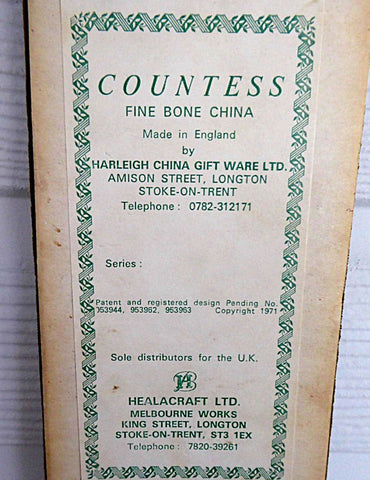 COUNTESS
FINE BONE CHINA
Made in England
by
HARLEIGH CHINA GIFT WARE LTD.
AMISON STREET, LONGTON
STOKE-ON-TRENT
Telephone : 0782-312171
Series :
Patent and registered design Pending No.
953944, 953962, 953963 Copyright 1971
Sole distributors for the U.K.
HEALACRAFT LTD.
MELBOURNE WORKS
KING STREET, LONGTON
STOKE-ON-TRENT, ST3 1EX
Telephone : 7820-39261